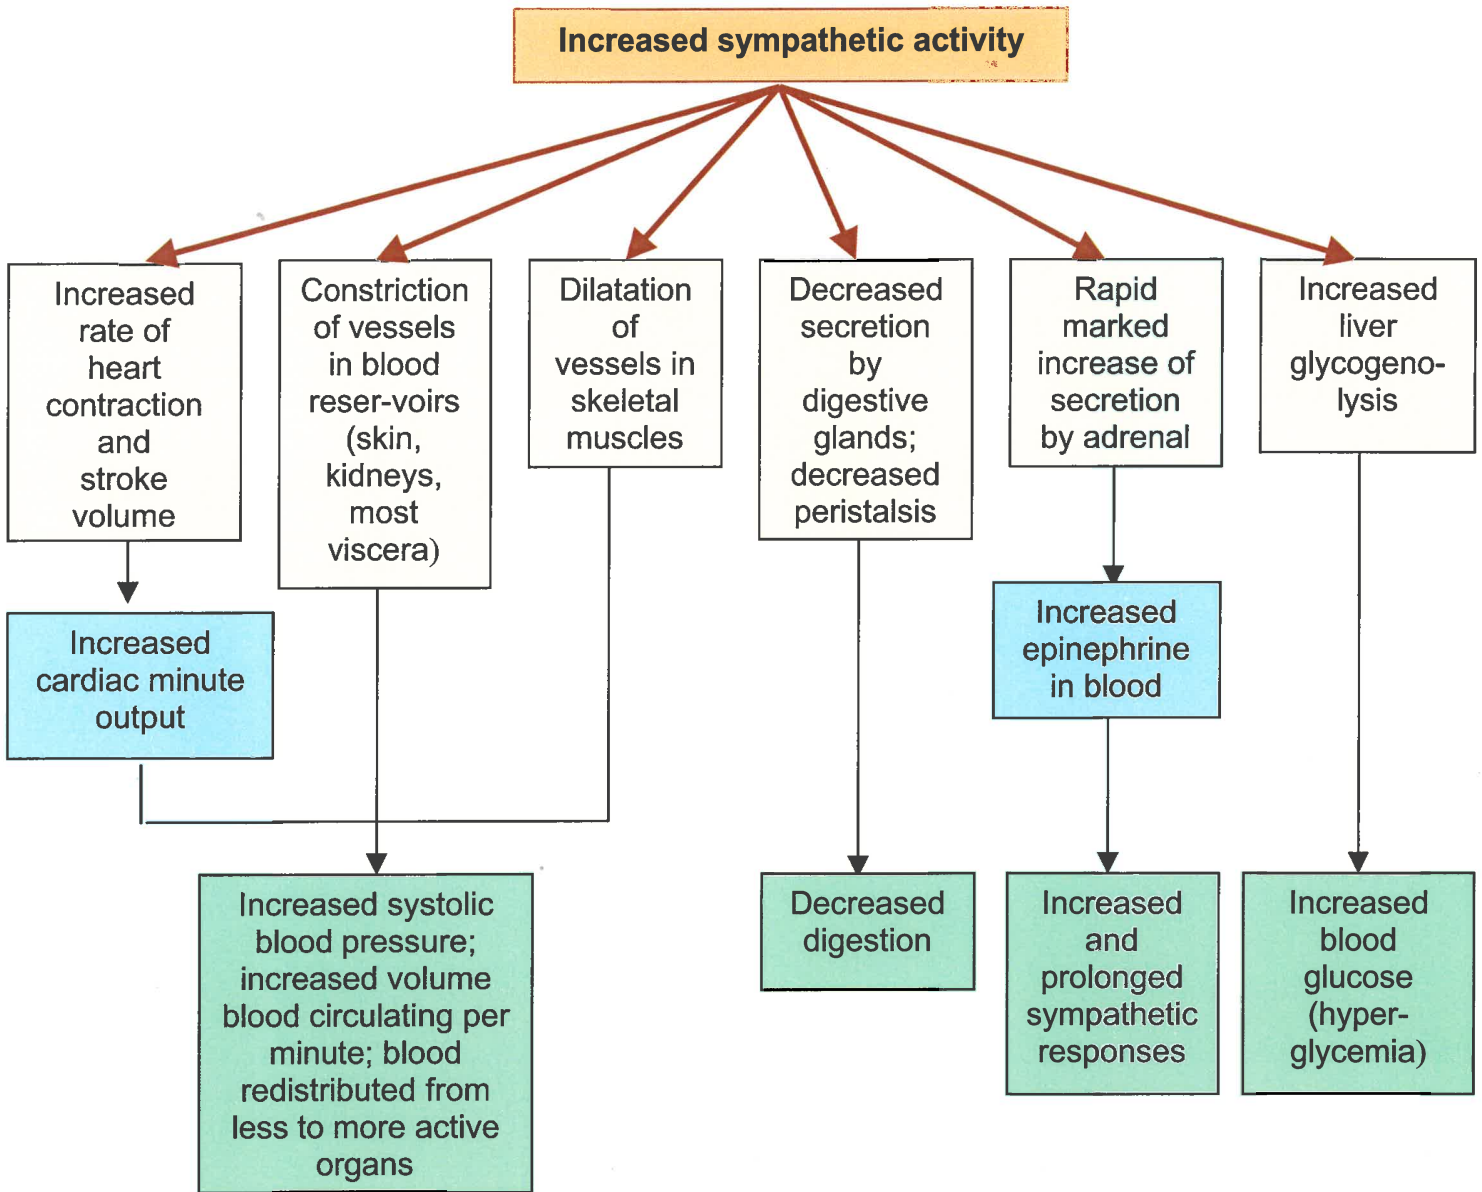 Increased sympathetic activity
Increased
rate of
heart
contraction
and
stroke
volume
Constriction
of vessels
in blood
reser-voirs
(skin,
kidneys,
most
viscera)
Dilatation
of
vessels in
skeletal
muscles
Decreased
secretion
by
digestive
glands;
decreased
peristalsis
Rapid
marked
increase of
secretion
by adrenal
Increased
liver
glycogeno-
lysis
Increased
cardiac minute
output
Increased
epinephrine
in blood
Increased systolic
blood pressure;
increased volume
blood circulating per
minute; blood
redistributed from
less to more active
organs
Decreased
digestion
Increased
and
prolonged
sympathetic
responses
Increased
blood
glucose
(hyper-
glycemia)